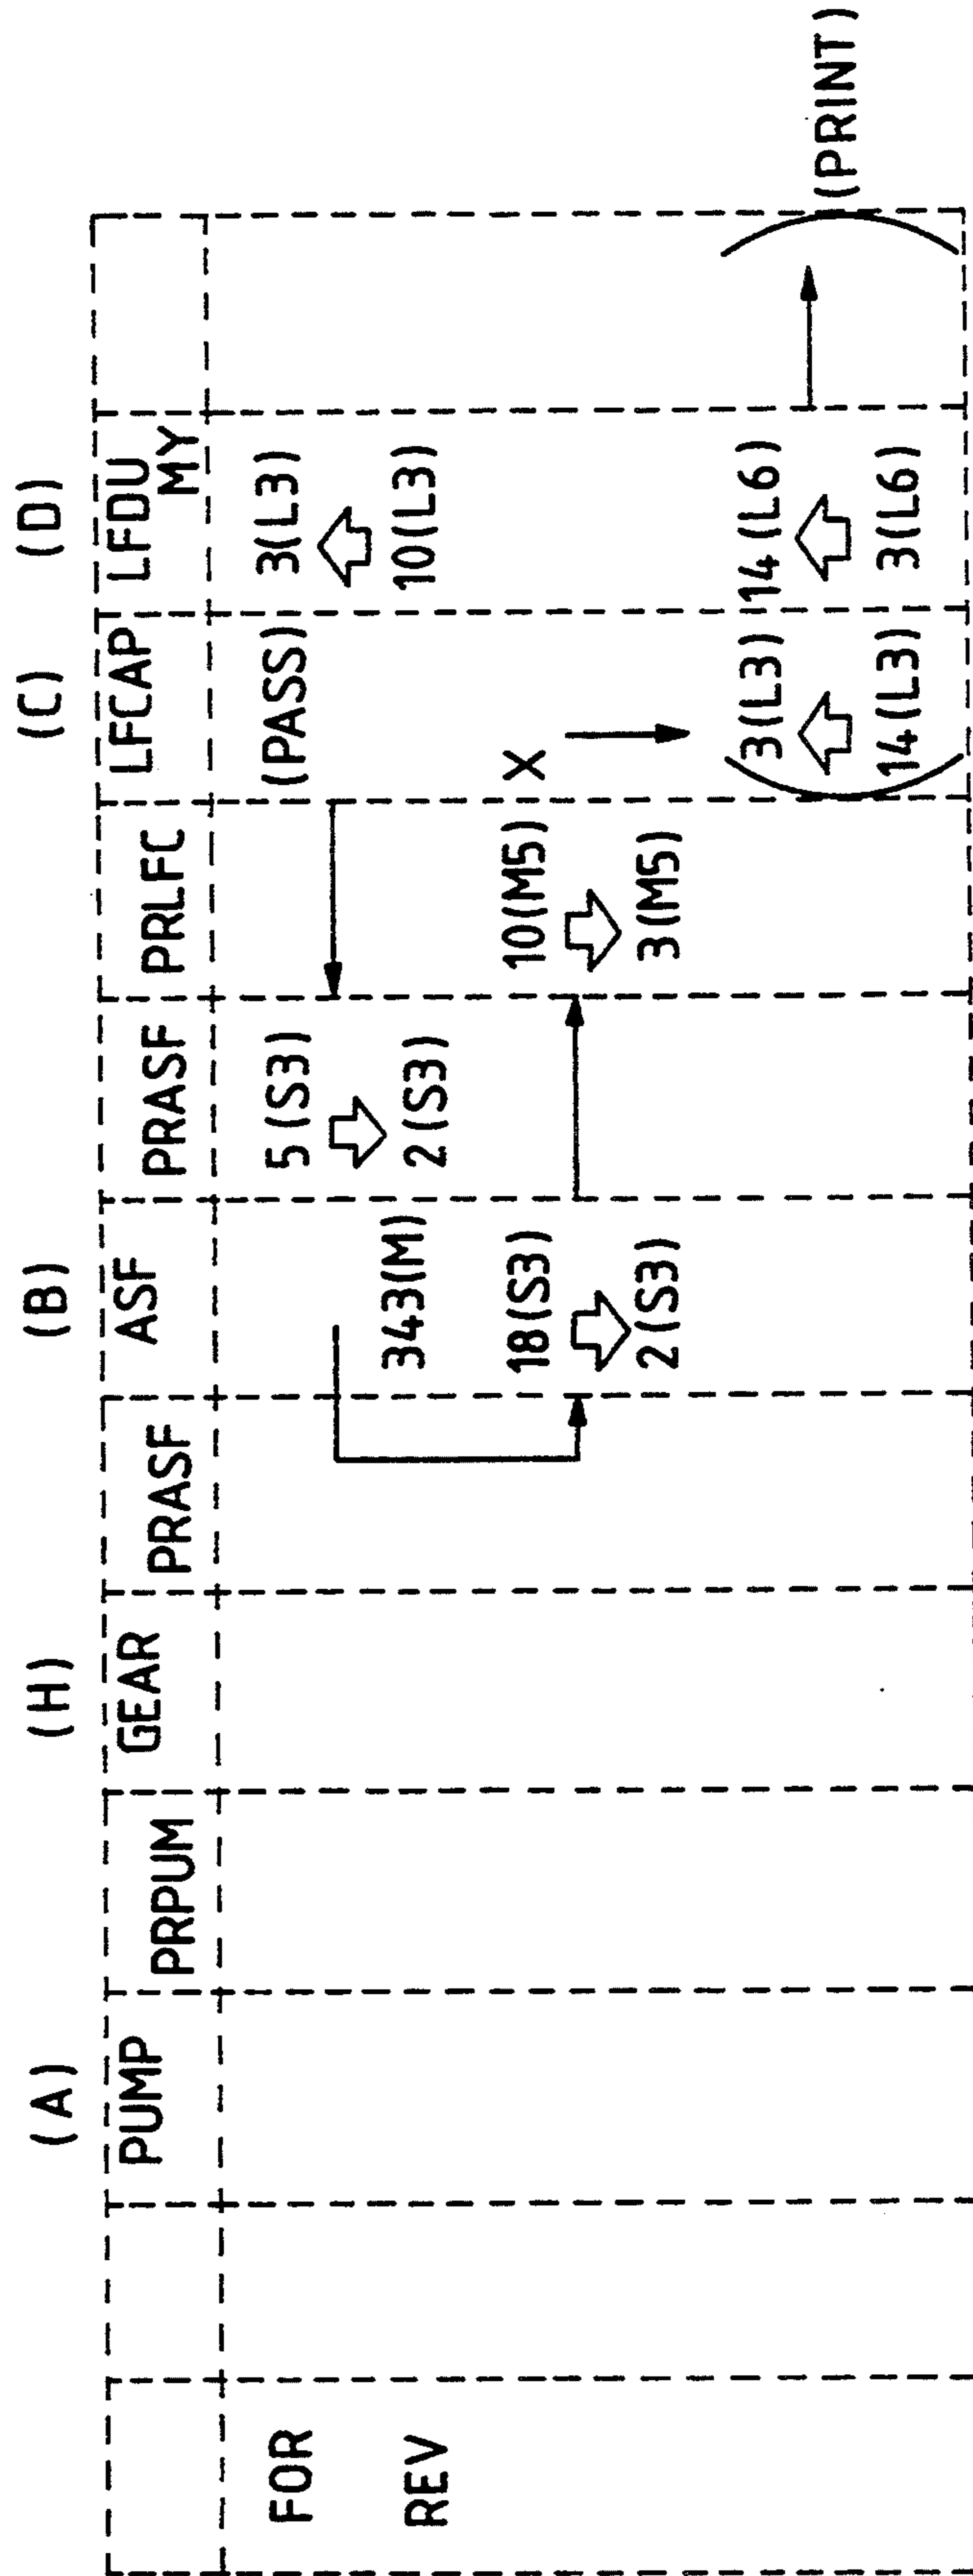 (A) (H) (B) (C) (D)
PUMP PRPUM GEAR PRASF ASF PRASF PRLFC LFCAP LFDU
MY
FOR 5(S3) (PASS) 3(L3)
REV 343(M) 2(S3) 10(L3)
18(S3) 10(M5) X
2(S3) 3(M5)
3(L3) 14(L6)
(PRINT)
14(L3) 3(L6)